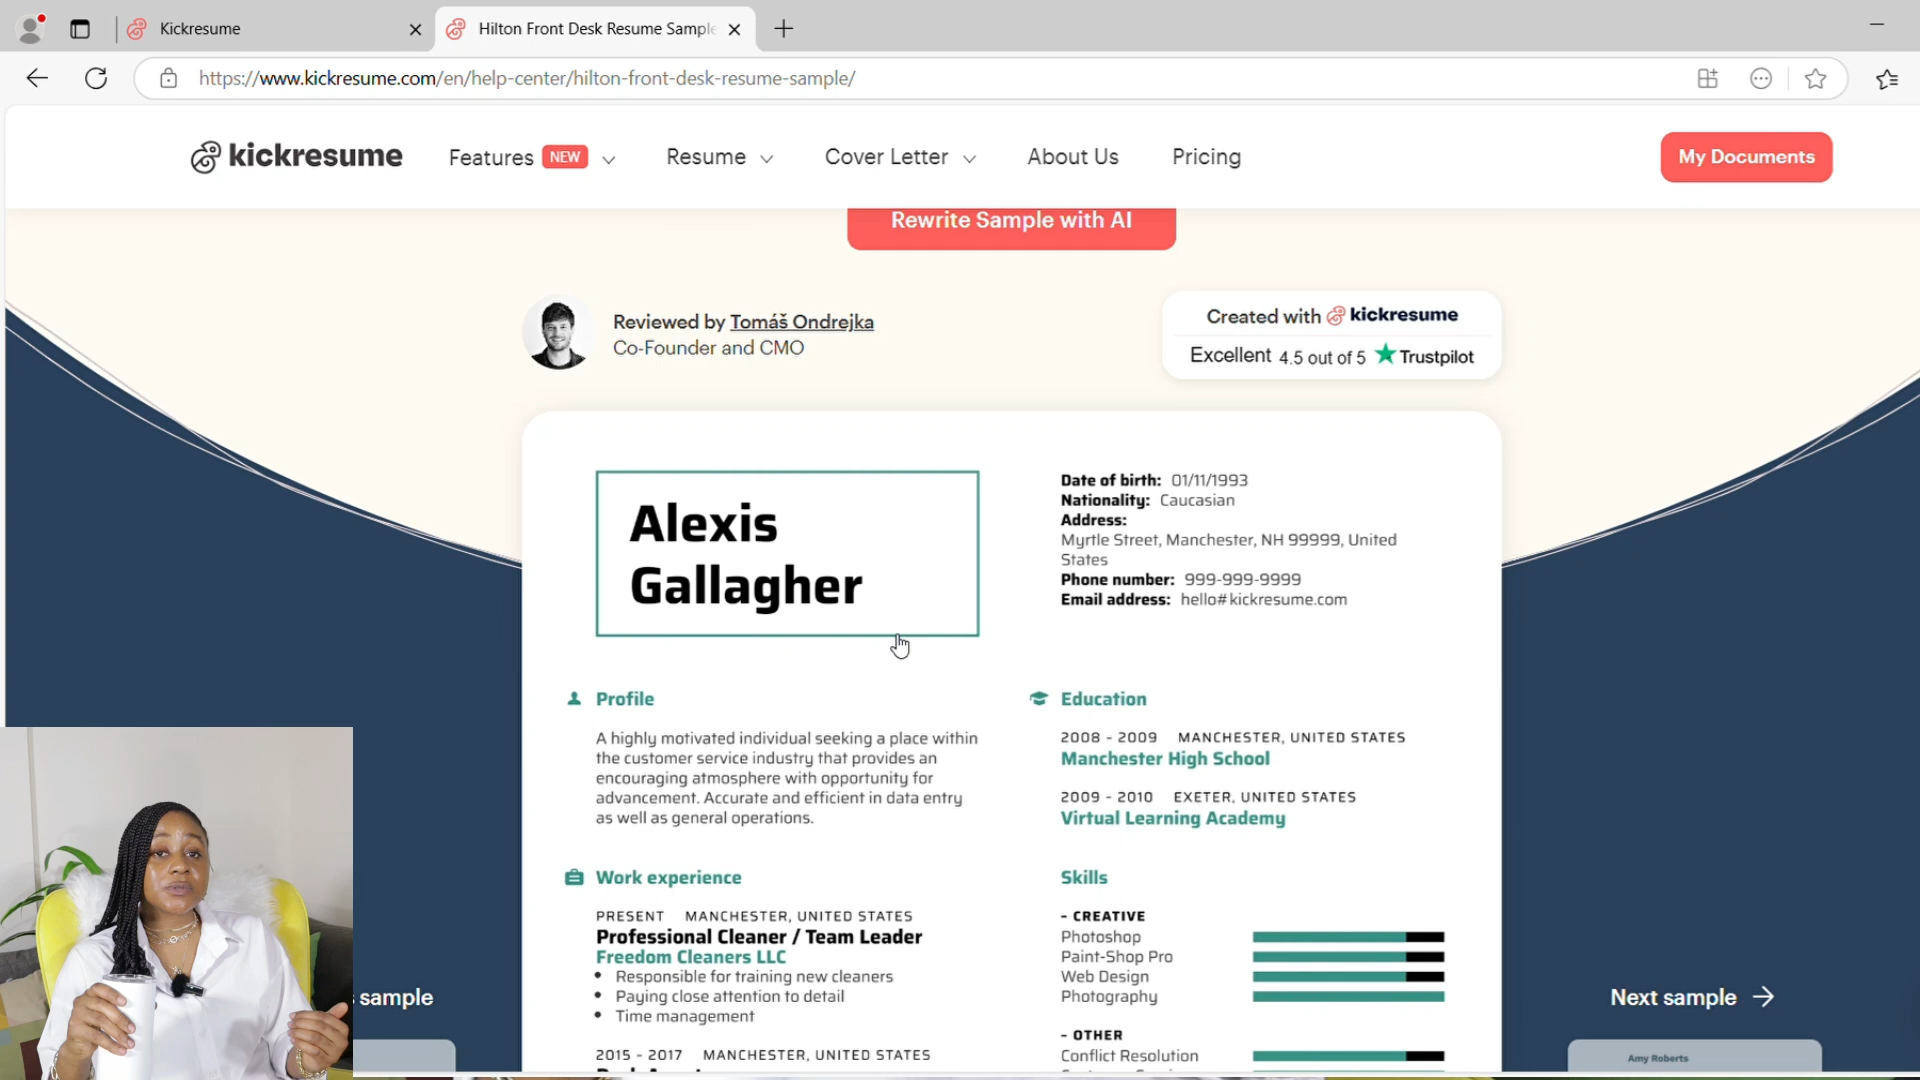 Kickresume
Hilton Front Desk Resume Sample
https://www.kickresume.com/en/help-center/hilton-front-desk-resume-sample/
kickresume
Features NEW
Resume
Cover Letter
About Us
Pricing
My Documents
Rewrite Sample with AI
Reviewed by Tomáš Ondrejka
Co-Founder and CMO
Created with kickresume
Excellent 4.5 out of 5 Trustpilot
Alexis
Gallagher
Date of birth: 01/11/1993
Nationality: Caucasian
Address:
Myrtle Street, Manchester, NH 99999, United
States
Phone number: 999-999-9999
Email address: hello#kickresume.com
Profile
A highly motivated individual seeking a place within
the customer service industry that provides an
encouraging atmosphere with opportunity for
advancement. Accurate and efficient in data entry
as well as general operations.
Education
2008 - 2009 MANCHESTER, UNITED STATES
Manchester High School
2009 - 2010 EXETER, UNITED STATES
Virtual Learning Academy
Work experience
PRESENT MANCHESTER, UNITED STATES
Professional Cleaner / Team Leader
Freedom Cleaners LLC
• Responsible for training new cleaners
• Paying close attention to detail
• Time management
2015 - 2017 MANCHESTER, UNITED STATES
Skills
- CREATIVE
Photoshop
Paint-Shop Pro
Web Design
Photography
- OTHER
Conflict Resolution
sample
Next sample →
Amy Roberts